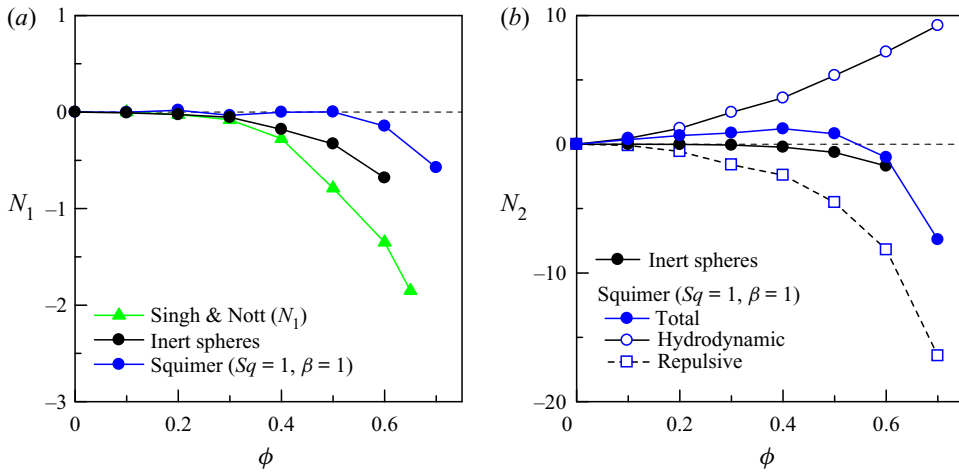 (a)
1
0
−1
−2
−3
N1
0
0.2
0.4
0.6
ϕ
Singh & Nott (N1)
Inert spheres
Squimer (Sq = 1, β = 1)
(b)
10
0
−10
−20
N2
0
0.2
0.4
0.6
ϕ
Inert spheres
Squimer (Sq = 1, β = 1)
Total
Hydrodynamic
Repulsive